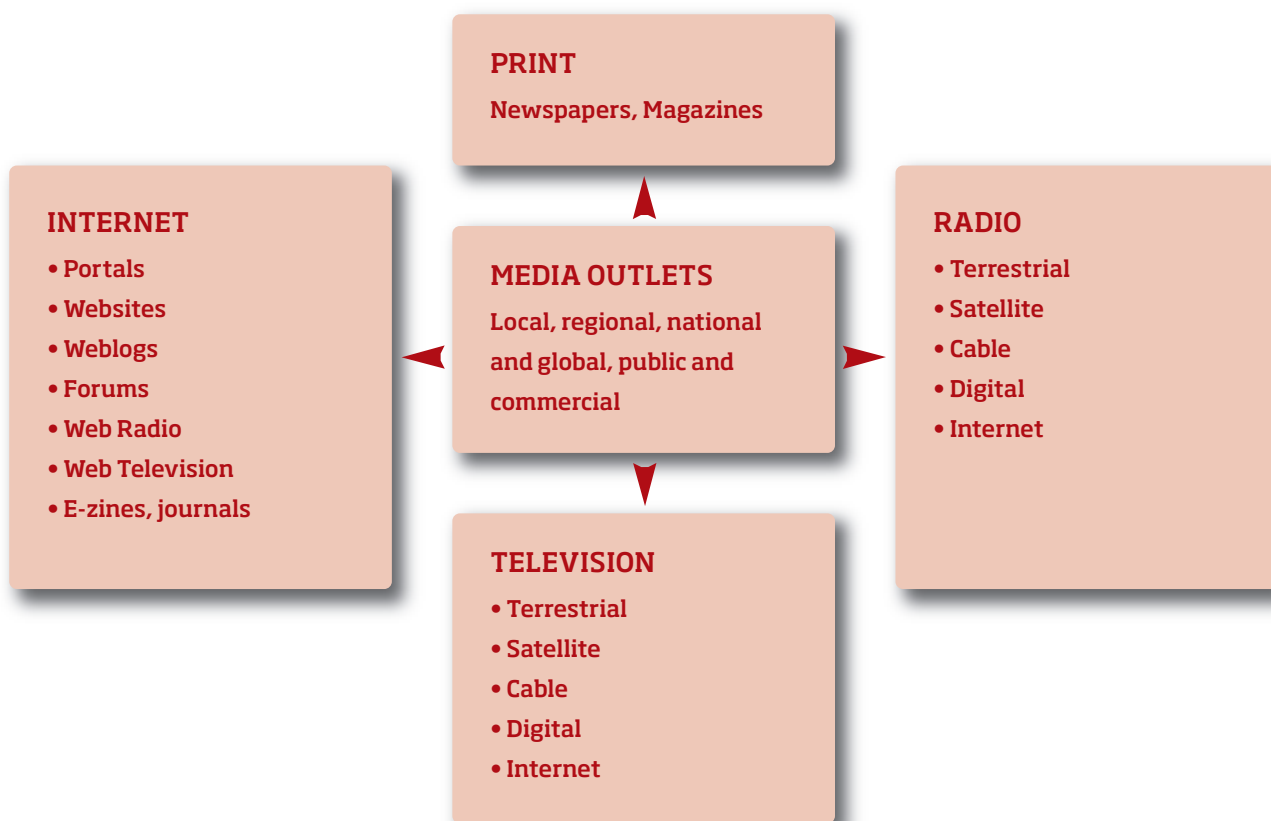 PRINT
Newspapers, Magazines
INTERNET
• Portals
• Websites
• Weblogs
• Forums
• Web Radio
• Web Television
• E-zines, journals
MEDIA OUTLETS
Local, regional, national
and global, public and
commercial
RADIO
• Terrestrial
• Satellite
• Cable
• Digital
• Internet
TELEVISION
• Terrestrial
• Satellite
• Cable
• Digital
• Internet